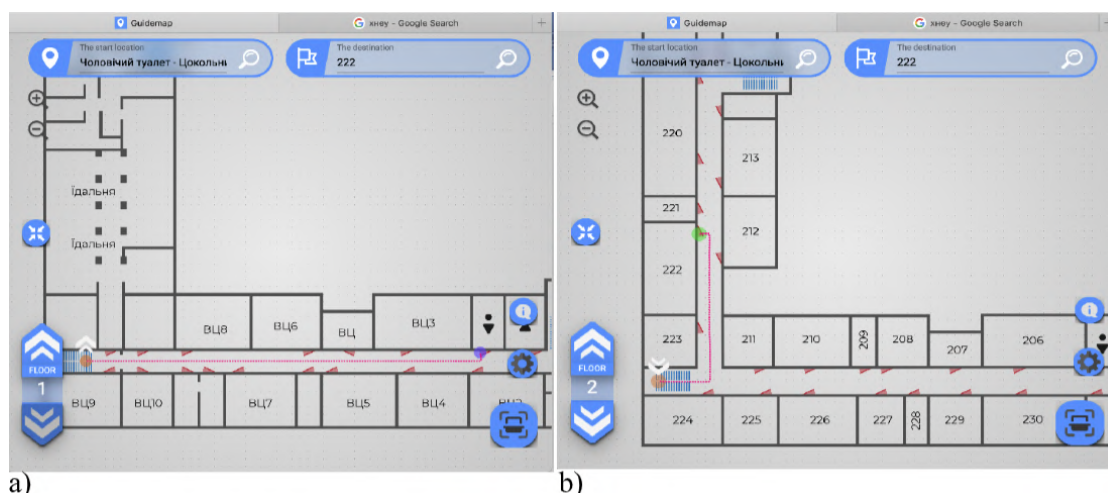 Guidemap
хнеу - Google Search
The start location
Чоловічий туалет - Цокольни
The destination
222
Їдальня
Їдальня
ВЦ8
ВЦ6
ВЦ
ВЦ3
FLOOR
1
ВЦ9
ВЦ10
ВЦ7
ВЦ5
ВЦ4
a)
Guidemap
хнеу - Google Search
The start location
Чоловічий туалет - Цокольни
The destination
222
220
213
221
212
222
223
211
210
209
208
207
206
FLOOR
2
224
225
226
227
228
229
230
b)